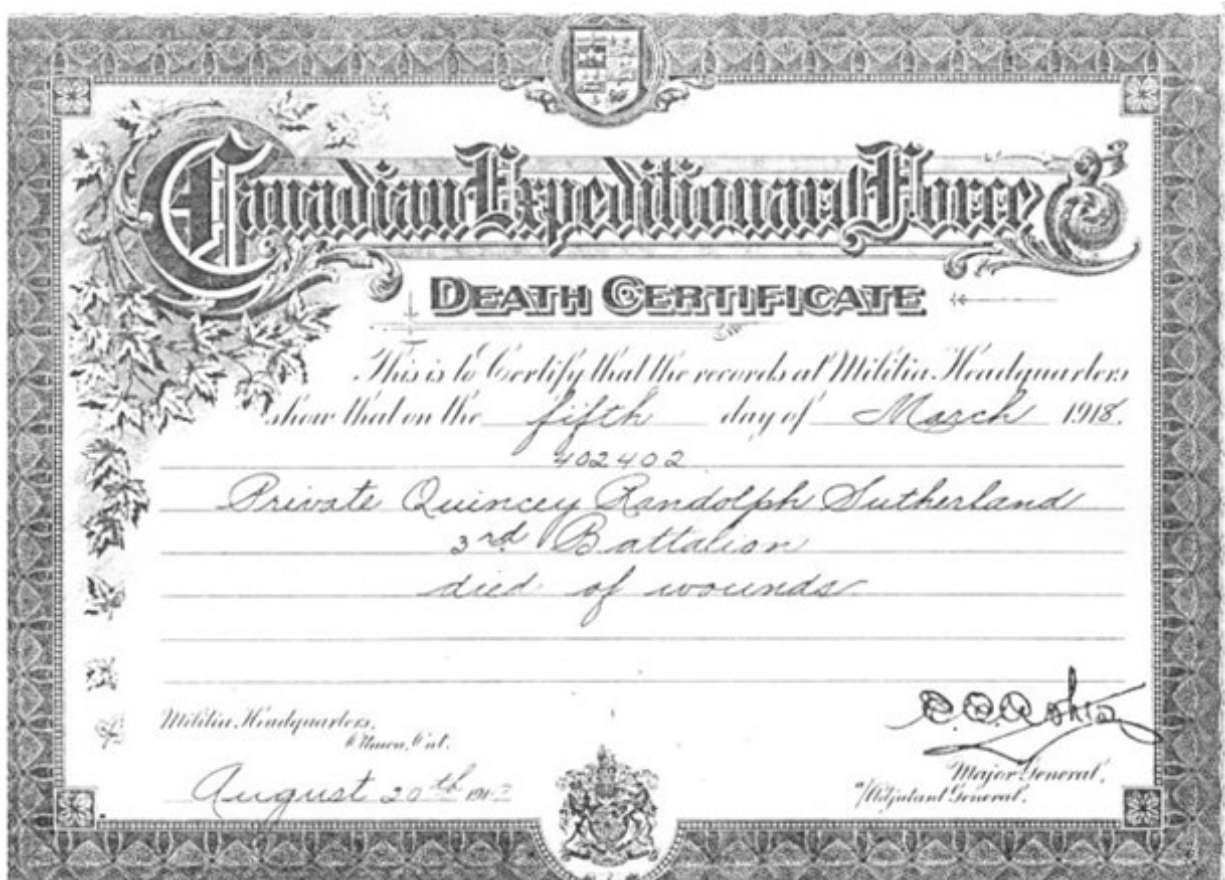 Canadian Expeditionary Force
DEATH CERTIFICATE
This is to Certify that the records at Militia Headquarters
show that on the fifth day of March 1918.
402402
Private Quincey Randolph Sutherland
3rd Battalion
died of wounds.
Militia Headquarters,
Ottawa, Ont.
Major General,
a/Adjutant General.
August 20th